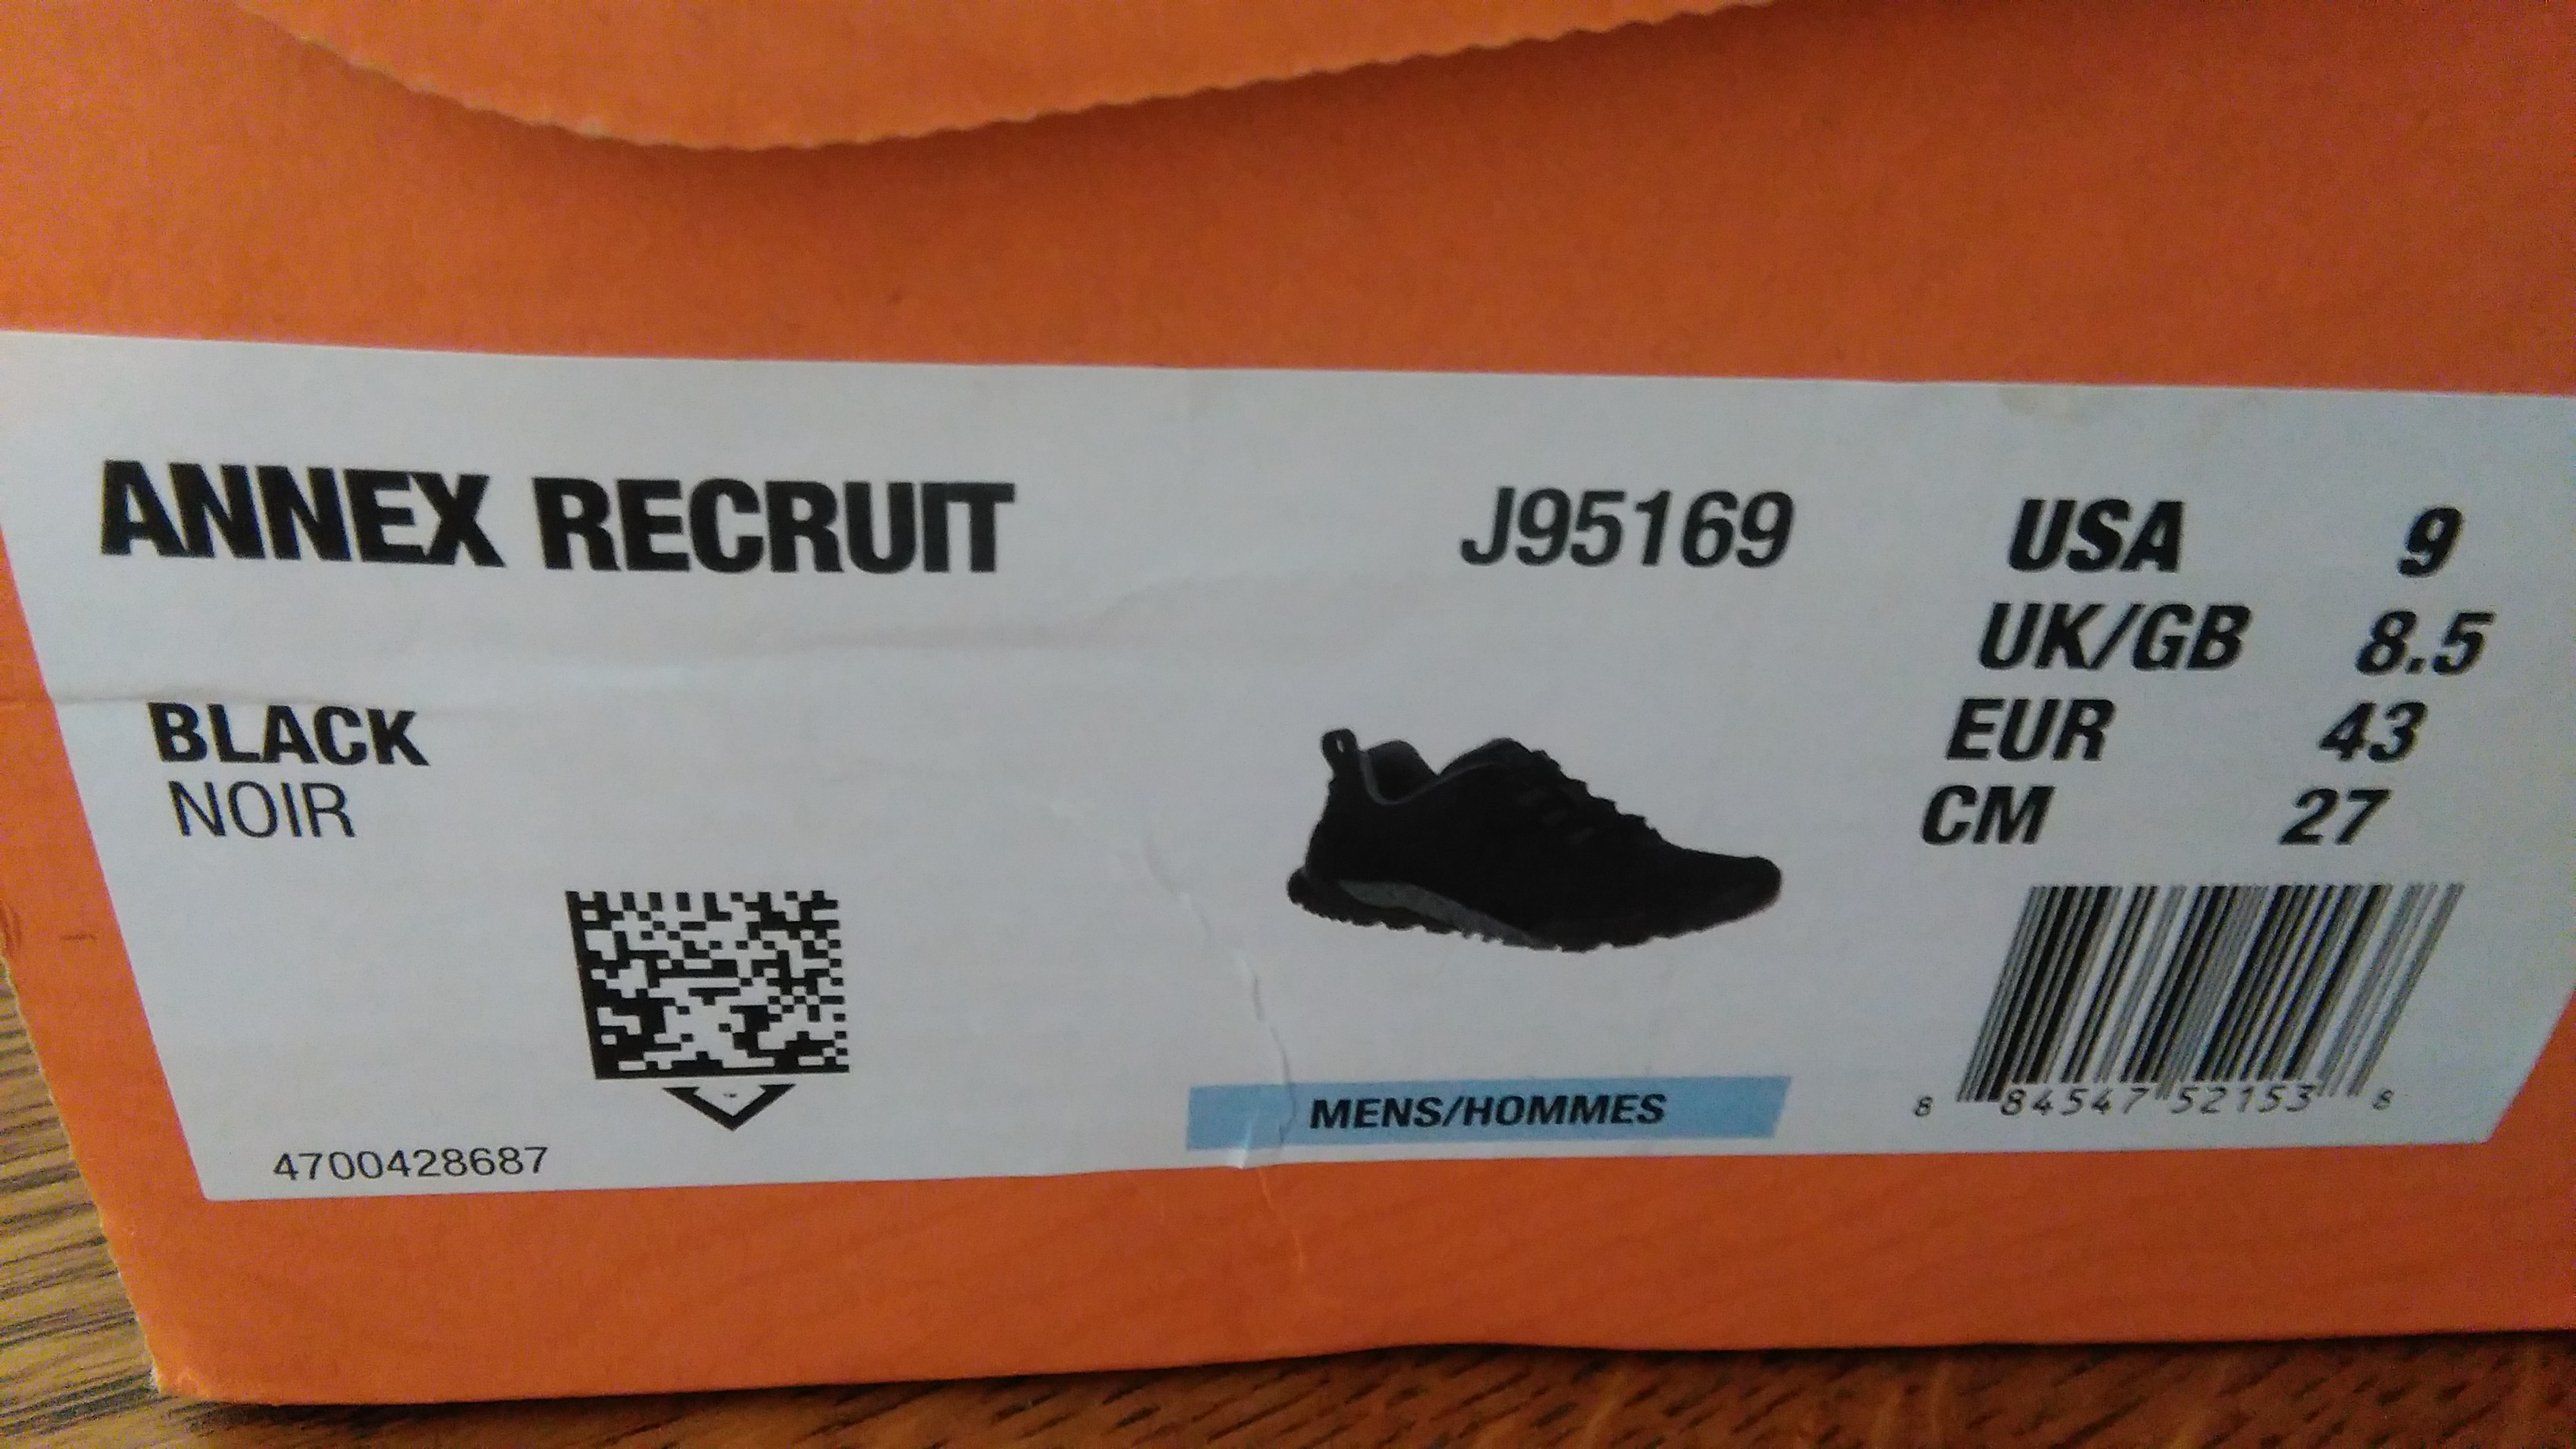 ANNEX RECRUIT
J95169
USA 9
UK/GB 8.5
EUR 43
CM 27
BLACK
NOIR
8 84547 52153 8
MENS/HOMMES
4700428687